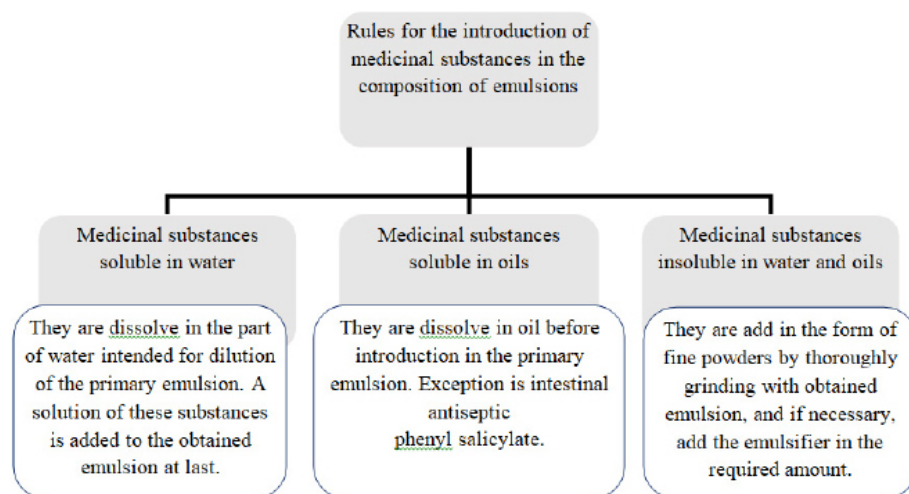 Rules for the introduction of
medicinal substances in the
composition of emulsions
Medicinal substances
soluble in water
They are dissolve in the part
of water intended for dilution
of the primary emulsion. A
solution of these substances
is added to the obtained
emulsion at last.
Medicinal substances
soluble in oils
They are dissolve in oil before
introduction in the primary
emulsion. Exception is intestinal
antiseptic
phenyl salicylate.
Medicinal substances
insoluble in water and oils
They are add in the form of
fine powders by thoroughly
grinding with obtained
emulsion, and if necessary,
add the emulsifier in the
required amount.